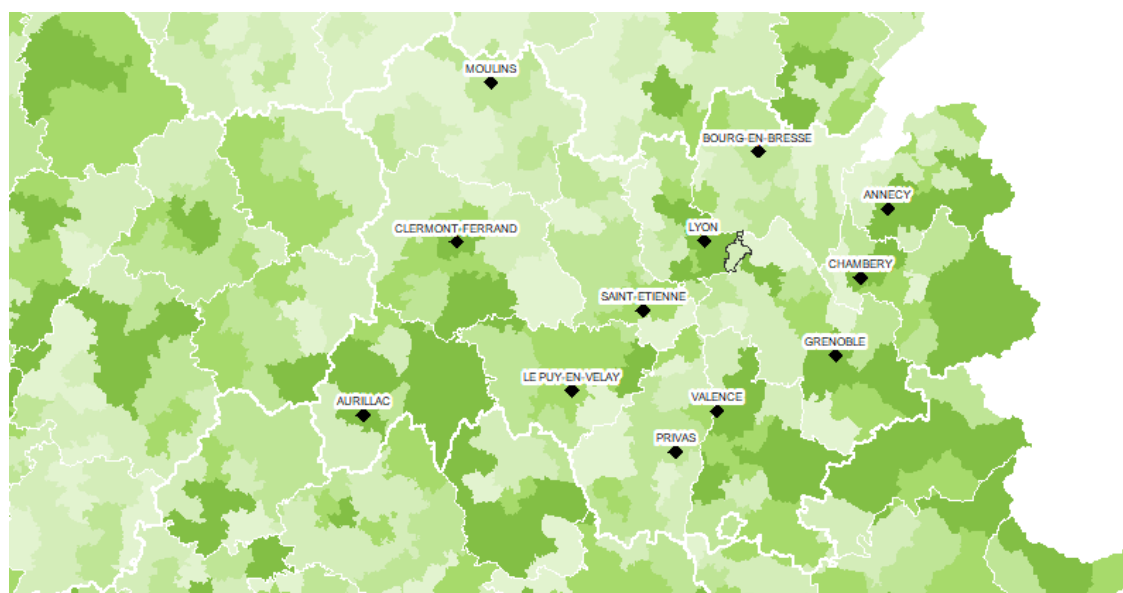 MOULINS
BOURG-EN-BRESSE
ANNECY
CLERMONT-FERRAND
LYON
CHAMBERY
SAINT-ETIENNE
GRENOBLE
LE PUY-EN-VELAY
AURILLAC
VALENCE
PRIVAS